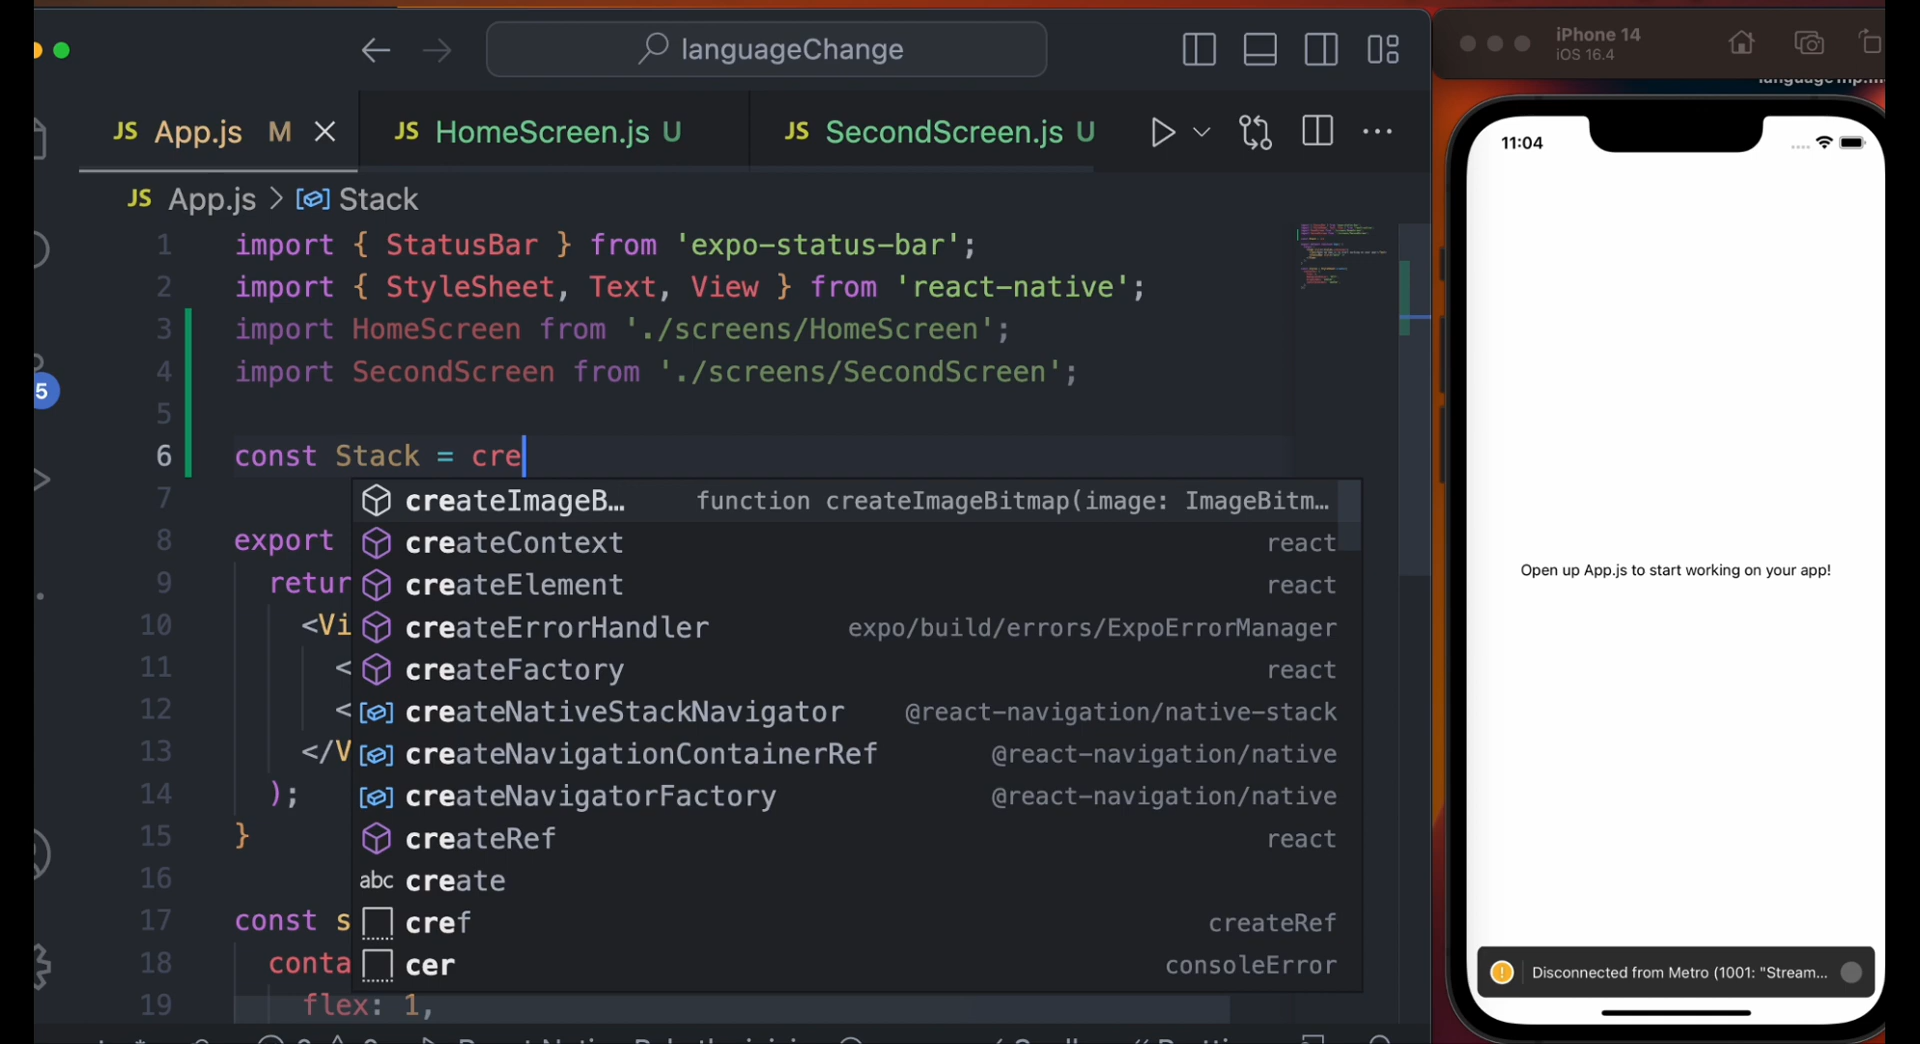 languageChange
iPhone 14
iOS 16.4
JS App.js M
JS HomeScreen.js U
JS SecondScreen.js U
JS App.js > Stack
1 import { StatusBar } from 'expo-status-bar';
2 import { StyleSheet, Text, View } from 'react-native';
3 import HomeScreen from './screens/HomeScreen';
4 import SecondScreen from './screens/SecondScreen';
5
6 const Stack = cre
7
8 export
9 retur
10 <Vi
11 <
12 <
13 </V
14 );
15 }
16
17 const s
18 conta
19 flex: 1,
createImageB… function createImageBitmap(image: ImageBitm…
createContext react
createElement react
createErrorHandler expo/build/errors/ExpoErrorManager
createFactory react
createNativeStackNavigator @react-navigation/native-stack
createNavigationContainerRef @react-navigation/native
createNavigatorFactory @react-navigation/native
createRef react
abc create
cref createRef
cer consoleError
5
11:04
Open up App.js to start working on your app!
Disconnected from Metro (1001: "Stream...